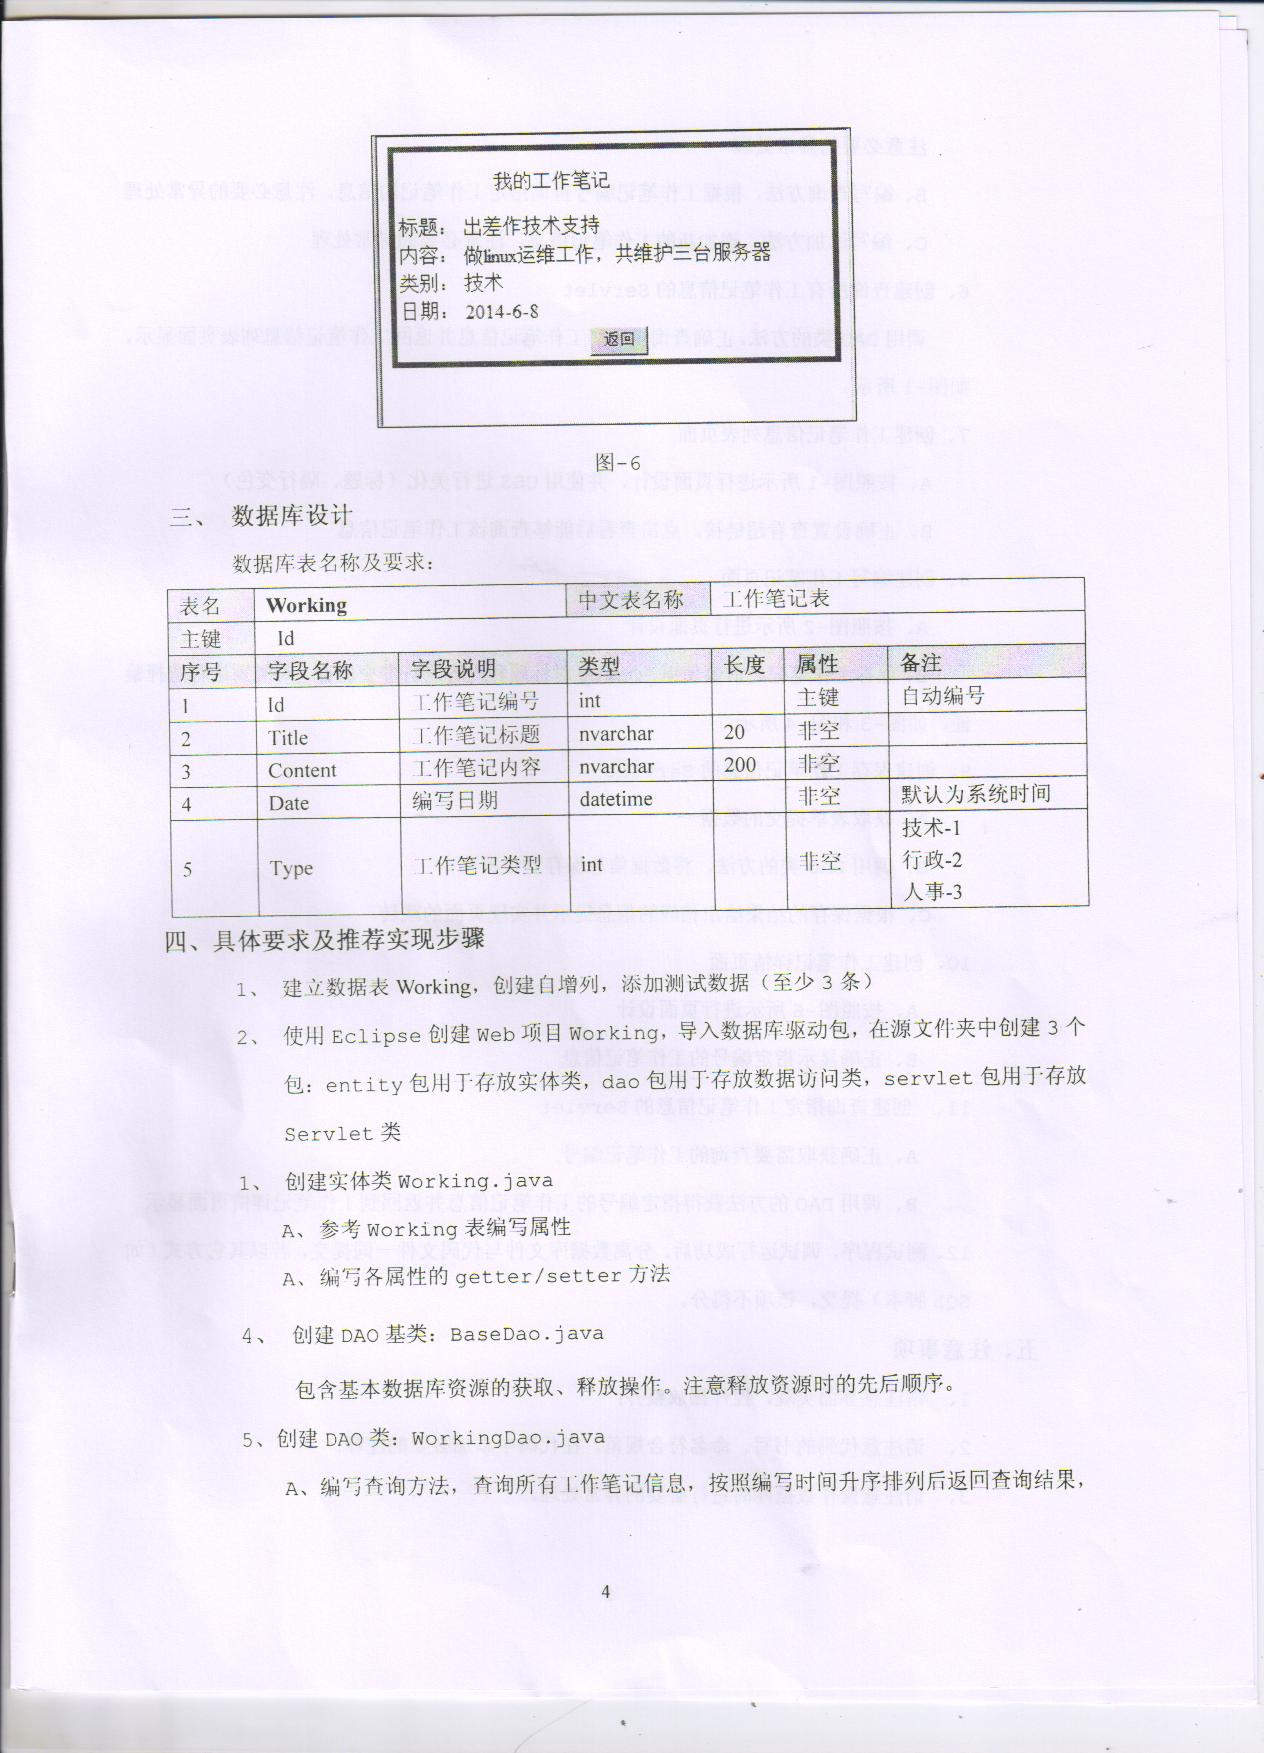 我的工作笔记
标题： 出差作技术支持
内容： 做linux运维工作，共维护三台服务器
类别： 技术
日期： 2014-6-8
返回
图-6
三、 数据库设计
数据库表名称及要求：
表名 Working 中文表名称 工作笔记表
主键 Id
序号 字段名称 字段说明 类型 长度 属性 备注
1 Id 工作笔记编号 int 主键 自动编号
2 Title 工作笔记标题 nvarchar 20 非空
3 Content 工作笔记内容 nvarchar 200 非空
4 Date 编写日期 datetime 非空 默认为系统时间
5 Type 工作笔记类型 int 非空 技术-1
行政-2
人事-3
四、具体要求及推荐实现步骤
1、 建立数据表 Working，创建自增列，添加测试数据（至少 3 条）
2、 使用 Eclipse 创建 Web 项目 Working，导入数据库驱动包，在源文件夹中创建 3 个
包：entity 包用于存放实体类，dao 包用于存放数据访问类，servlet 包用于存放
Servlet 类
1、 创建实体类 Working.java
A、参考 Working 表编写属性
A、编写各属性的 getter/setter 方法
4、 创建 DAO 基类：BaseDao.java
包含基本数据库资源的获取、释放操作。注意释放资源时的先后顺序。
5、创建 DAO 类：WorkingDao.java
A、编写查询方法，查询所有工作笔记信息，按照编写时间升序排列后返回查询结果，
4